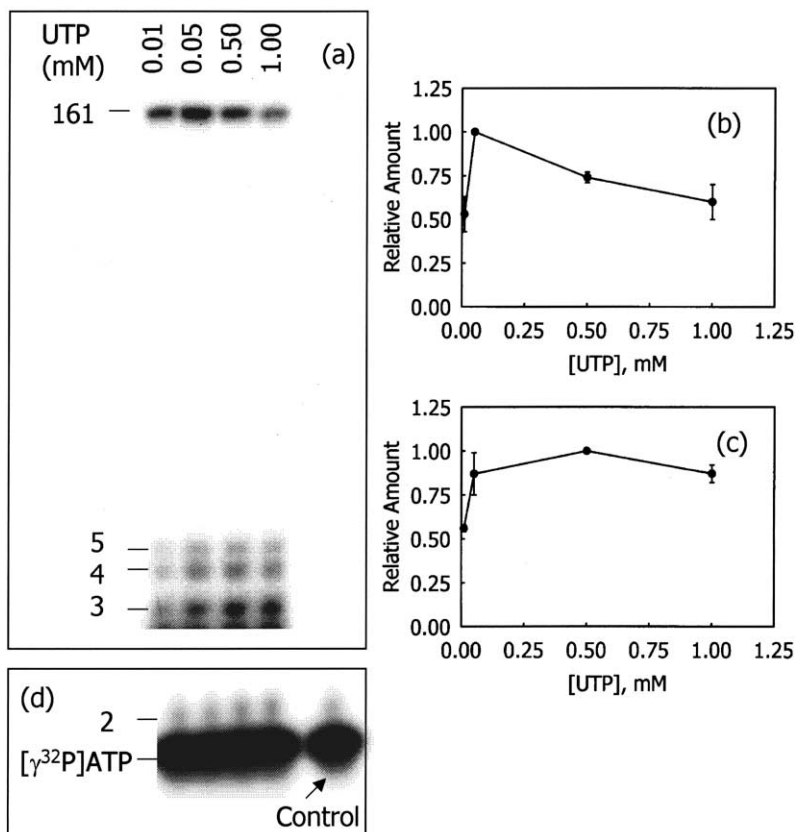 UTP
(mM)
0.01 0.05 0.50 1.00
(a)
161
5
4
3
(b)
Relative Amount
1.25
1.00
0.75
0.50
0.25
0.00
0.00 0.25 0.50 0.75 1.00 1.25
[UTP], mM
(c)
Relative Amount
1.25
1.00
0.75
0.50
0.25
0.00
0.00 0.25 0.50 0.75 1.00 1.25
[UTP], mM
(d)
2
[γ³²P]ATP
Control